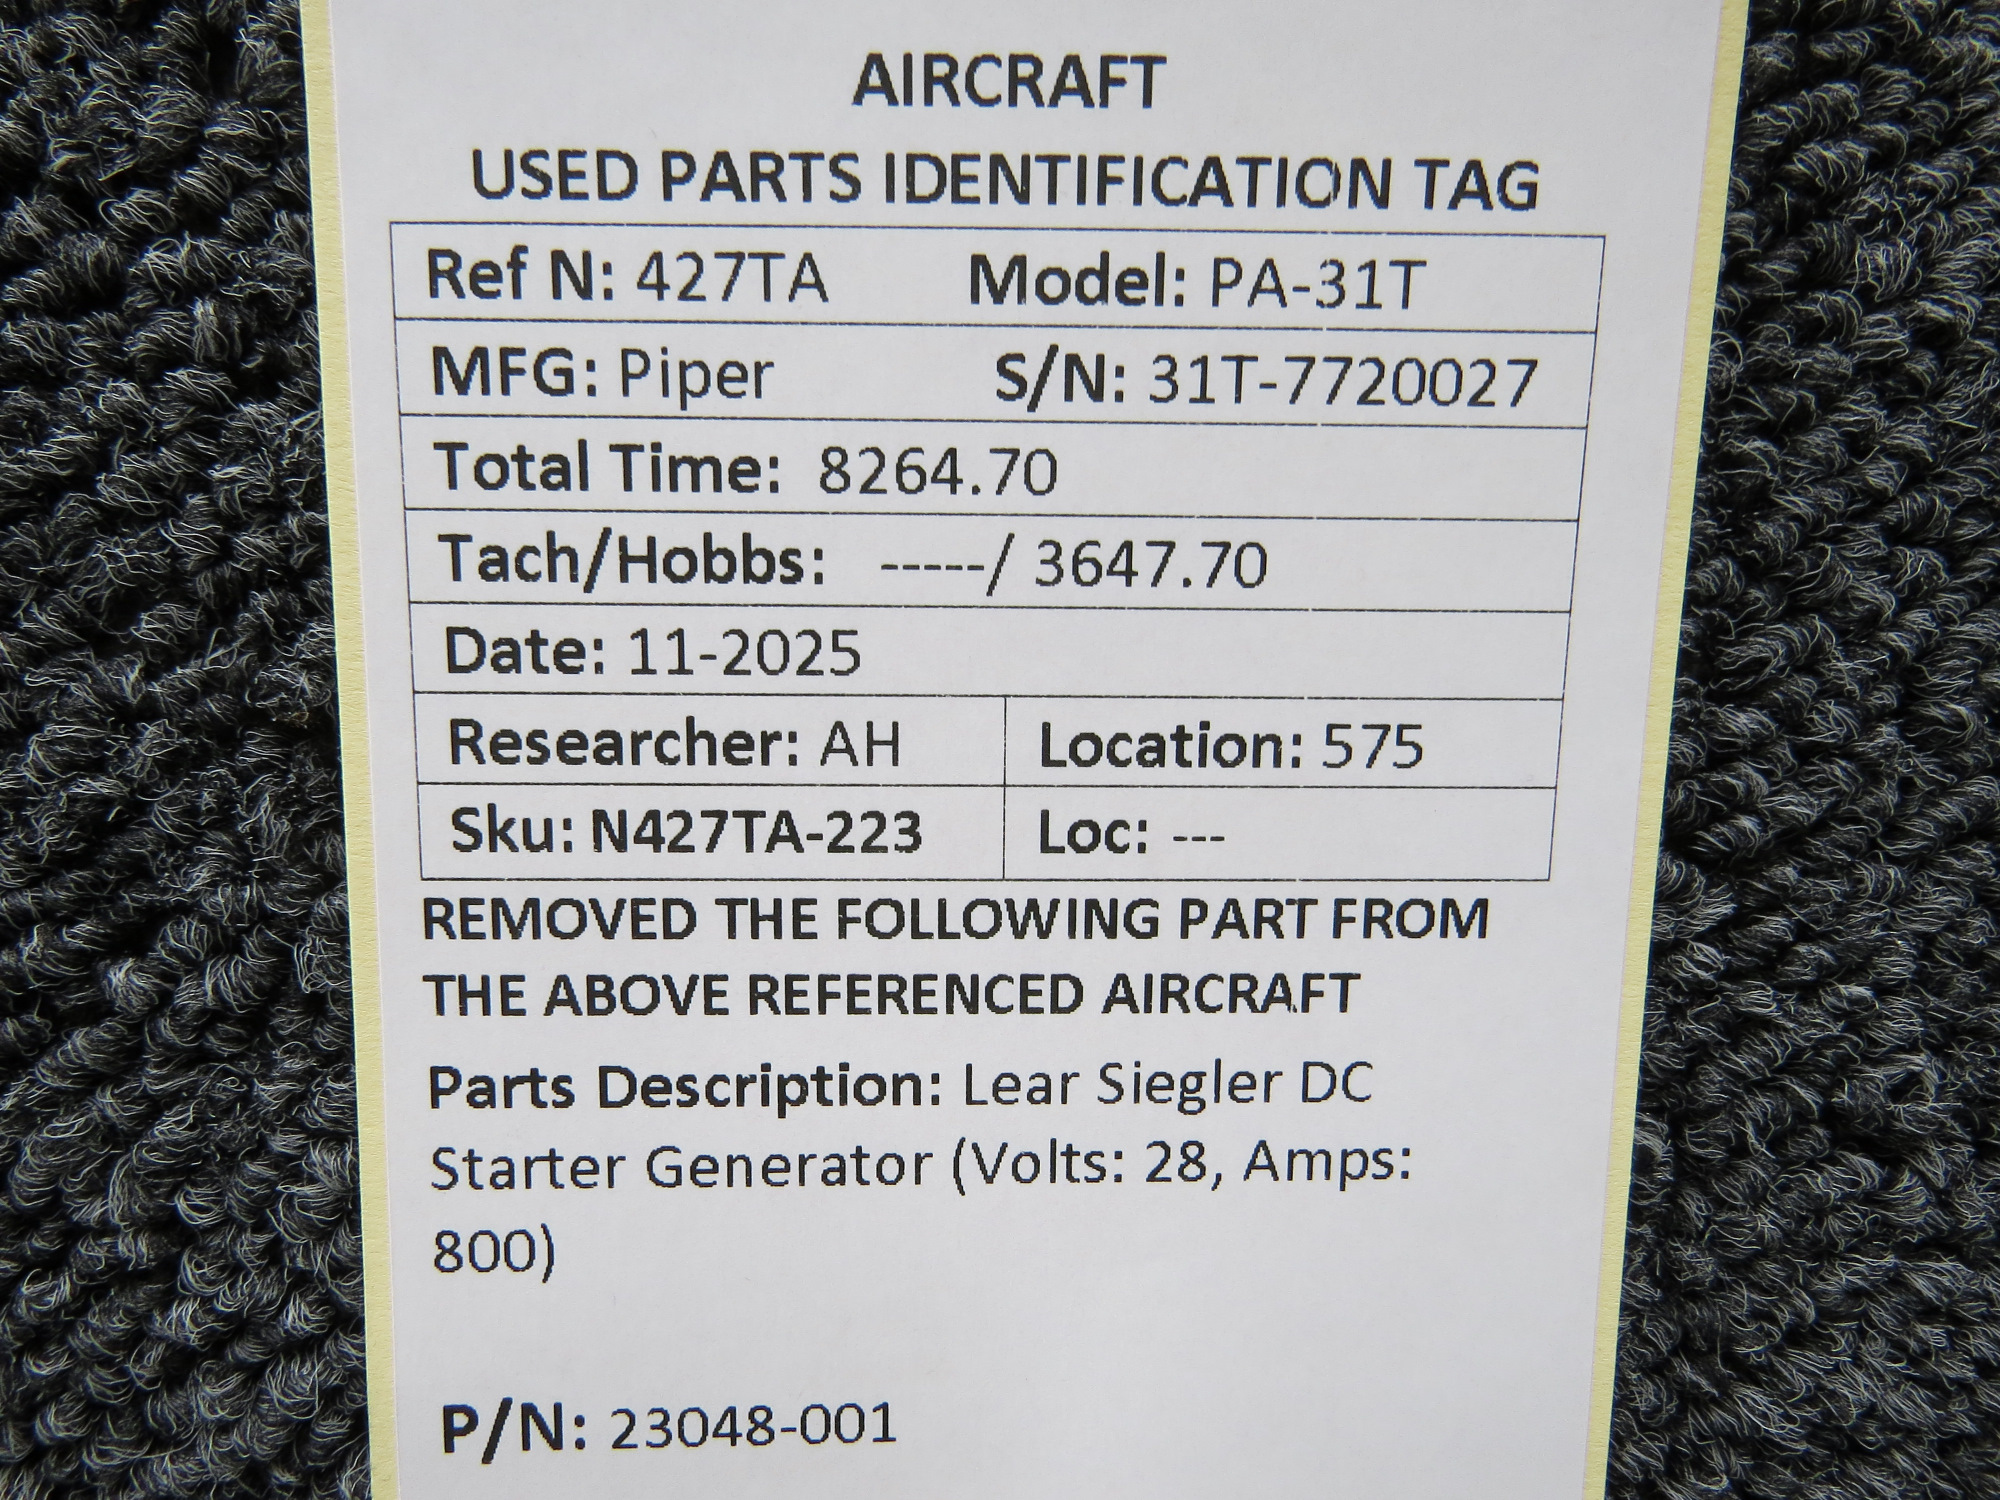 AIRCRAFT
USED PARTS IDENTIFICATION TAG
Ref N: 427TA Model: PA-31T
MFG: Piper S/N: 31T-7720027
Total Time: 8264.70
Tach/Hobbs: -----/ 3647.70
Date: 11-2025
Researcher: AH Location: 575
Sku: N427TA-223 Loc: ---
REMOVED THE FOLLOWING PART FROM
THE ABOVE REFERENCED AIRCRAFT
Parts Description: Lear Siegler DC
Starter Generator (Volts: 28, Amps:
800)
P/N: 23048-001